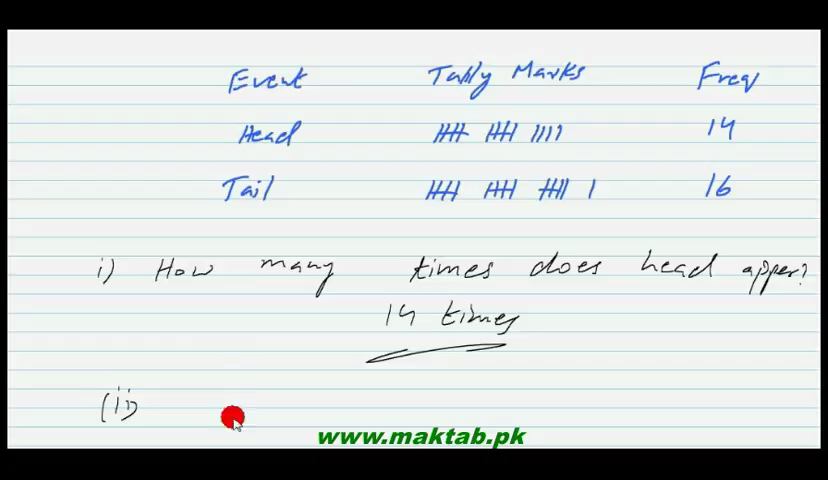 Event Tally Marks Freq
Head 𝍸 𝍸 |||| 14
Tail 𝍸 𝍸 𝍸 | 16
i) How many times does head apper?
14 times
(ii)
www.maktab.pk